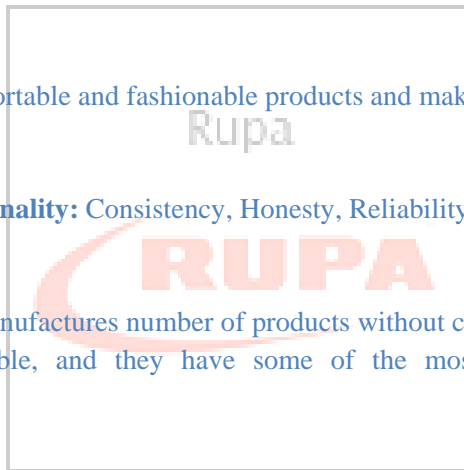 ortable and fashionable products and mak
Rupa
nality: Consistency, Honesty, Reliability
RUPA
nufactures number of products without c
ble, and they have some of the mos